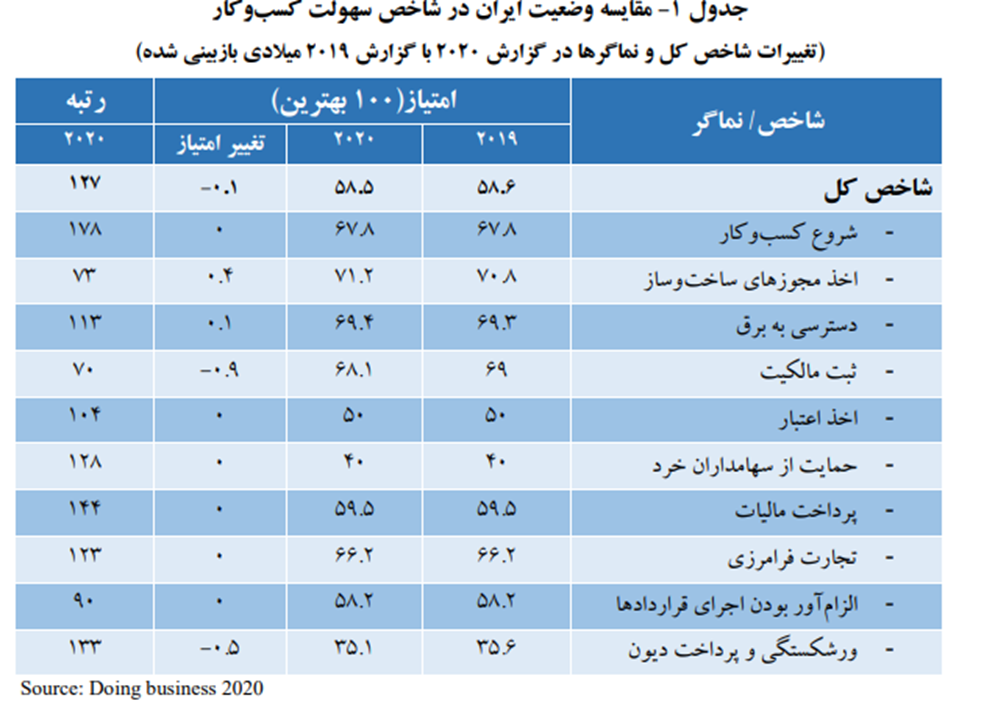 جدول ۱- مقایسه وضعیت ایران در شاخص سهولت کسب‌وکار
(تغییرات شاخص کل و نماگرها در گزارش ۲۰۲۰ با گزارش ۲۰۱۹ میلادی بازبینی شده)
شاخص/ نماگر امتیاز(۱۰۰ بهترین) رتبه
۲۰۱۹ ۲۰۲۰ تغییر امتیاز ۲۰۲۰
شاخص کل ۵۸.۶ ۵۸.۵ -۰.۱ ۱۲۷
- شروع کسب‌وکار ۶۷.۸ ۶۷.۸ ۰ ۱۷۸
- اخذ مجوزهای ساخت‌وساز ۷۰.۸ ۷۱.۲ ۰.۴ ۷۳
- دسترسی به برق ۶۹.۳ ۶۹.۴ ۰.۱ ۱۱۳
- ثبت مالکیت ۶۹ ۶۸.۱ -۰.۹ ۷۰
- اخذ اعتبار ۵۰ ۵۰ ۰ ۱۰۴
- حمایت از سهامداران خرد ۴۰ ۴۰ ۰ ۱۲۸
- پرداخت مالیات ۵۹.۵ ۵۹.۵ ۰ ۱۴۴
- تجارت فرامرزی ۶۶.۲ ۶۶.۲ ۰ ۱۲۳
- الزام‌آور بودن اجرای قراردادها ۵۸.۲ ۵۸.۲ ۰ ۹۰
- ورشکستگی و پرداخت دیون ۳۵.۶ ۳۵.۱ -۰.۵ ۱۳۳
Source: Doing business 2020